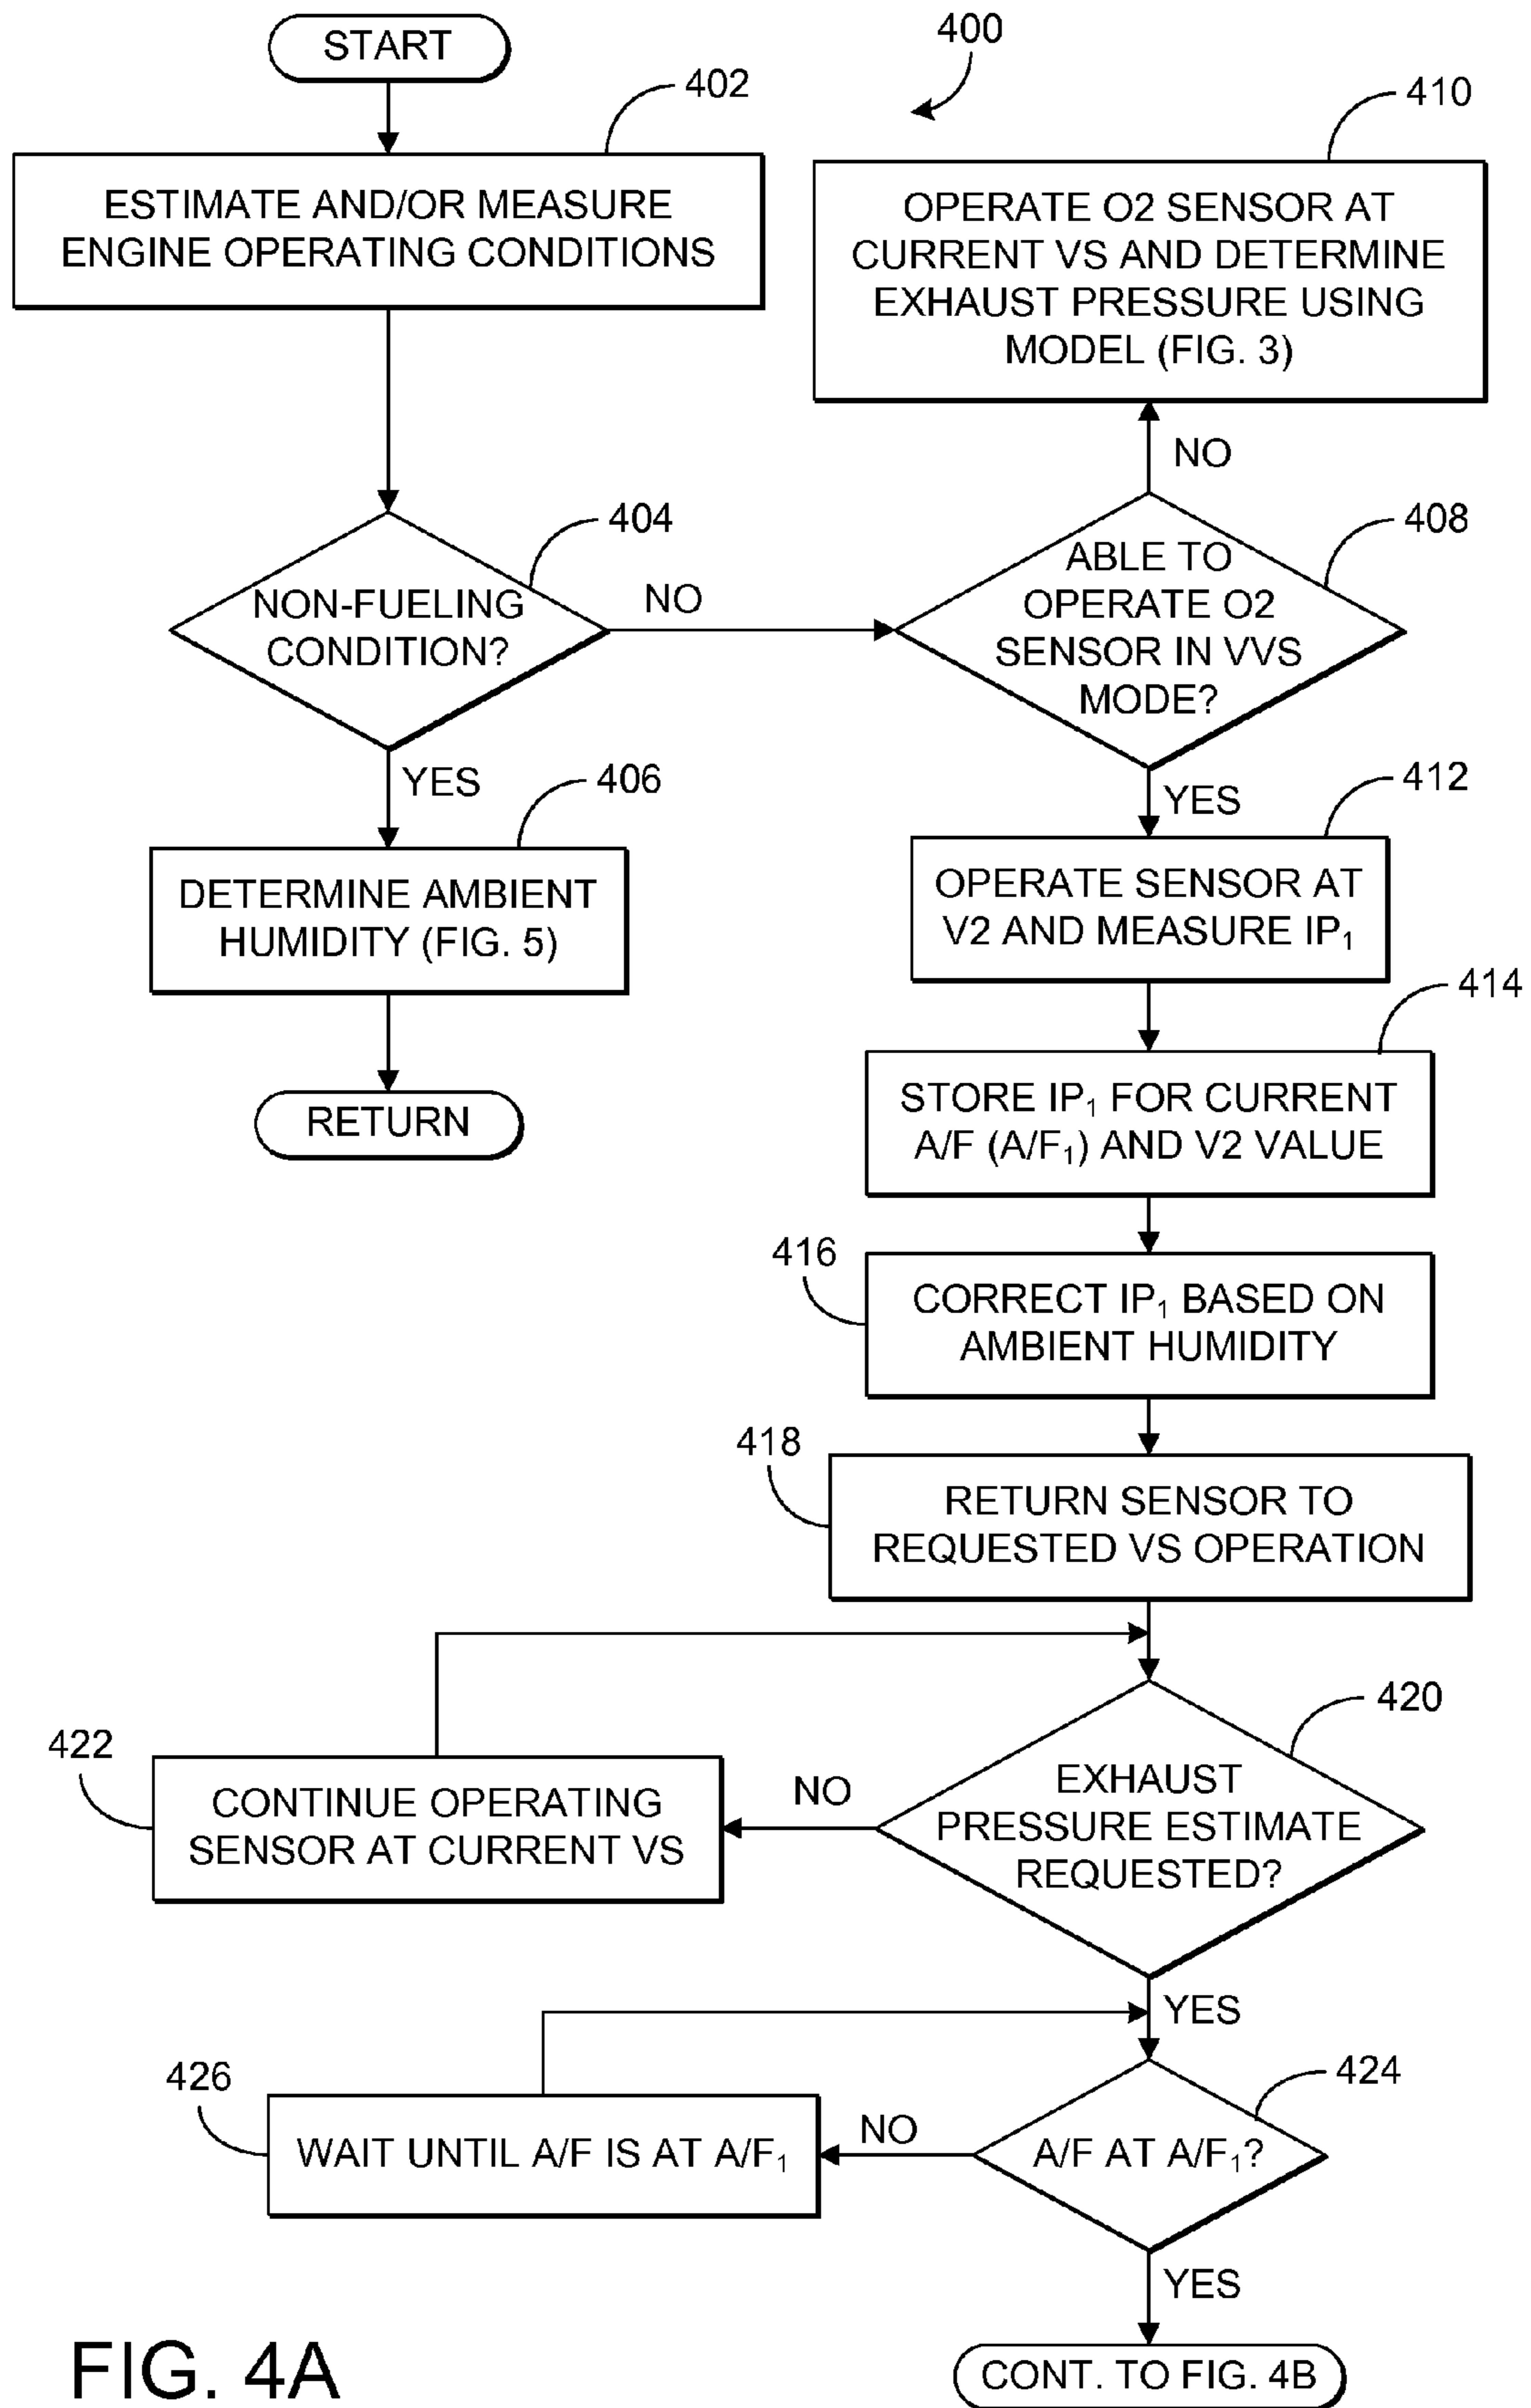 START
400
402
ESTIMATE AND/OR MEASURE
ENGINE OPERATING CONDITIONS
410
OPERATE O2 SENSOR AT
CURRENT VS AND DETERMINE
EXHAUST PRESSURE USING
MODEL (FIG. 3)
NO
404
NON-FUELING
CONDITION?
NO
408
ABLE TO
OPERATE O2
SENSOR IN VVS
MODE?
YES
406
DETERMINE AMBIENT
HUMIDITY (FIG. 5)
RETURN
YES
412
OPERATE SENSOR AT
V2 AND MEASURE IP₁
414
STORE IP₁ FOR CURRENT
A/F (A/F₁) AND V2 VALUE
416
CORRECT IP₁ BASED ON
AMBIENT HUMIDITY
418
RETURN SENSOR TO
REQUESTED VS OPERATION
420
EXHAUST
PRESSURE ESTIMATE
REQUESTED?
NO
422
CONTINUE OPERATING
SENSOR AT CURRENT VS
YES
424
A/F AT A/F₁?
NO
426
WAIT UNTIL A/F IS AT A/F₁
YES
CONT. TO FIG. 4B
FIG. 4A